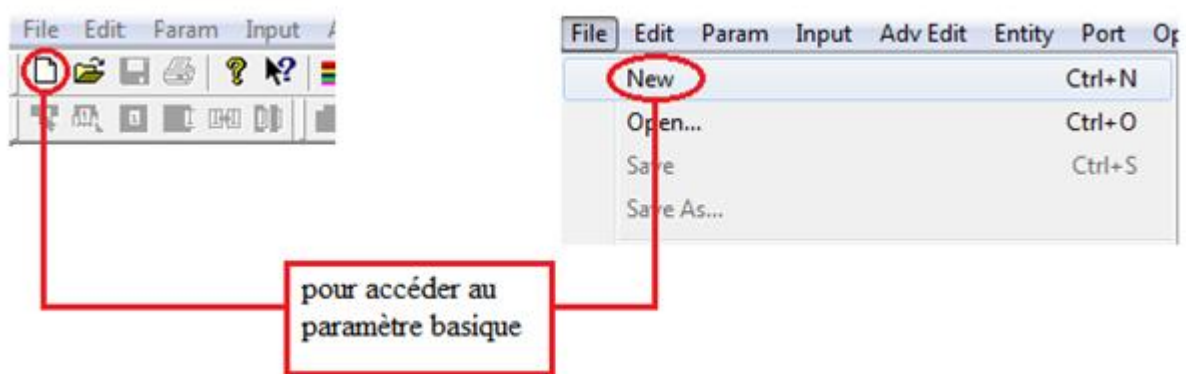 File Edit Param Input
File Edit Param Input Adv Edit Entity Port
New Ctrl+N
Open... Ctrl+O
Save Ctrl+S
Save As...
pour accéder au
paramètre basique